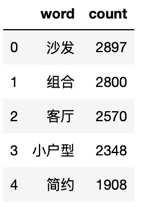 word count
0 沙发 2897
1 组合 2800
2 客厅 2570
3 小户型 2348
4 简约 1908